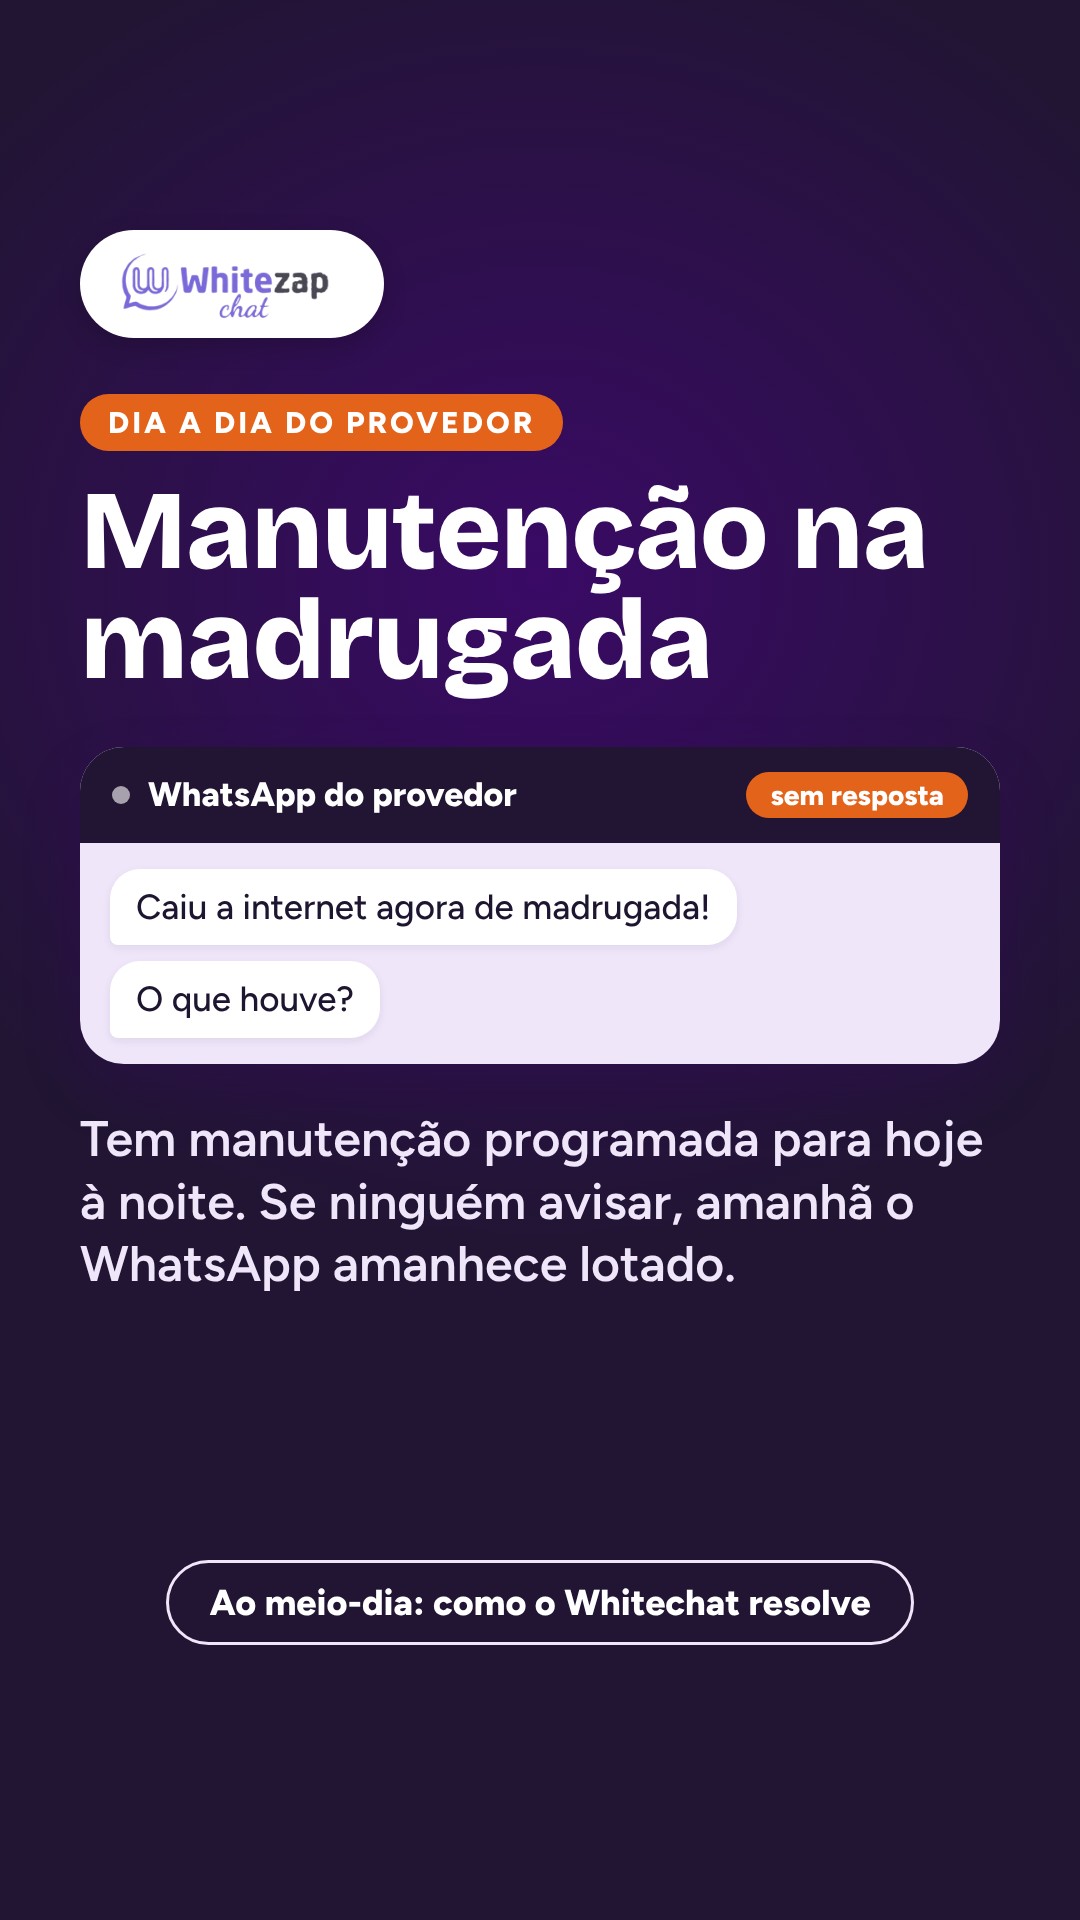 Whitezap
chat
DIA A DIA DO PROVEDOR
Manutenção na
madrugada
WhatsApp do provedor
sem resposta
Caiu a internet agora de madrugada!
O que houve?
Tem manutenção programada para hoje
à noite. Se ninguém avisar, amanhã o
WhatsApp amanhece lotado.
Ao meio-dia: como o Whitechat resolve